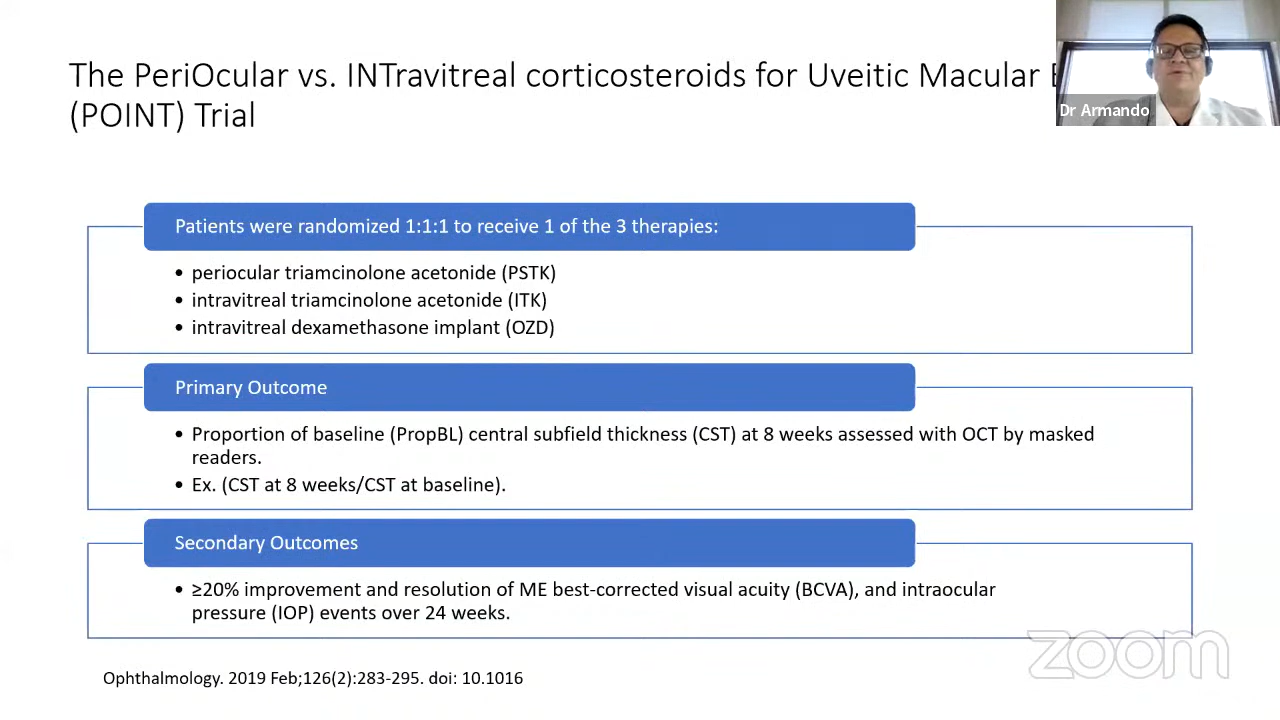 The PeriOcular vs. INTravitreal corticosteroids for Uveitic Macular
(POINT) Trial
Dr Armando
Patients were randomized 1:1:1 to receive 1 of the 3 therapies:
• periocular triamcinolone acetonide (PSTK)
• intravitreal triamcinolone acetonide (ITK)
• intravitreal dexamethasone implant (OZD)
Primary Outcome
• Proportion of baseline (PropBL) central subfield thickness (CST) at 8 weeks assessed with OCT by masked
readers.
• Ex. (CST at 8 weeks/CST at baseline).
Secondary Outcomes
• ≥20% improvement and resolution of ME best-corrected visual acuity (BCVA), and intraocular
pressure (IOP) events over 24 weeks.
zoom
Ophthalmology. 2019 Feb;126(2):283-295. doi: 10.1016